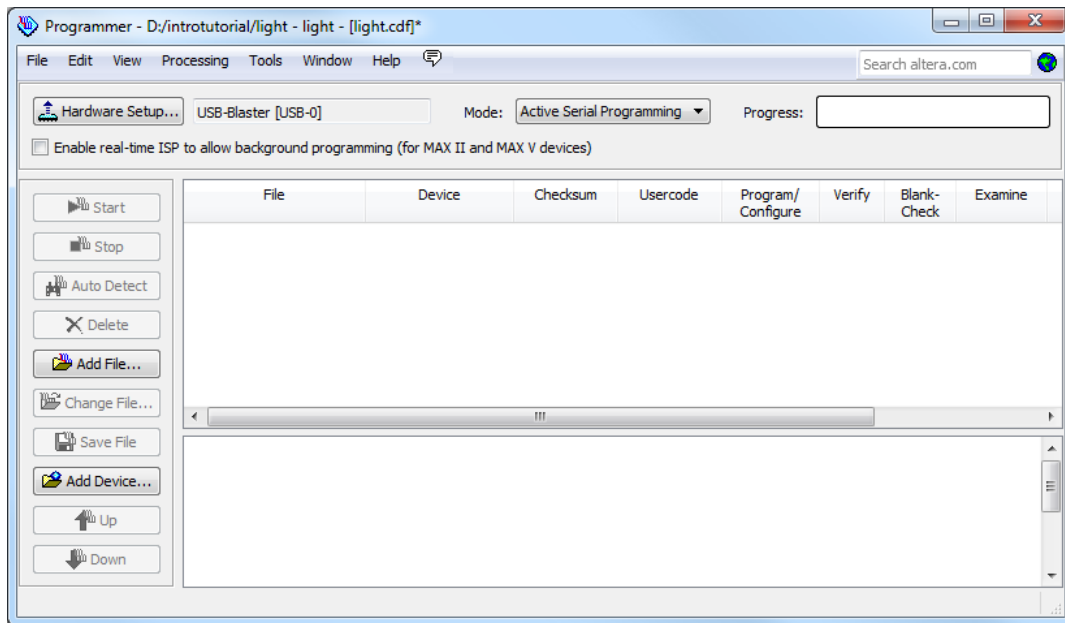 Programmer - D:/introtutorial/light - light - [light.cdf]*
File Edit View Processing Tools Window Help Search altera.com
Hardware Setup... USB-Blaster [USB-0] Mode: Active Serial Programming Progress:
Enable real-time ISP to allow background programming (for MAX II and MAX V devices)
File Device Checksum Usercode Program/ Verify Blank- Examine
Configure Check
Start
Stop
Auto Detect
Delete
Add File...
Change File...
Save File
Add Device...
Up
Down